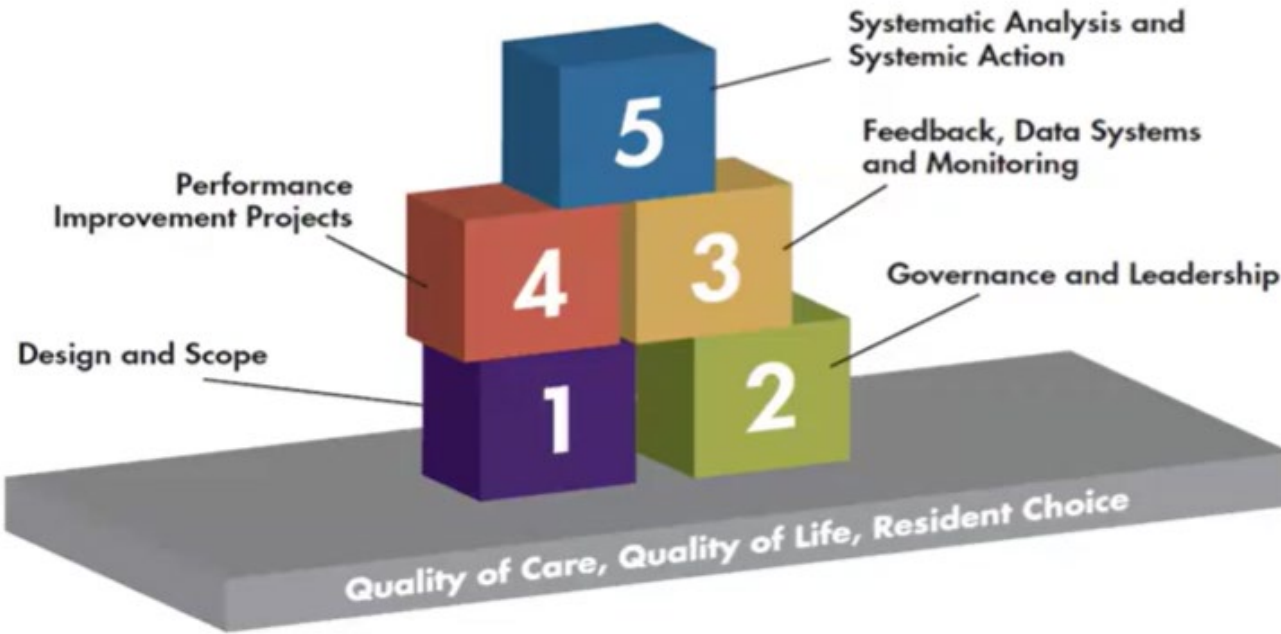 Systematic Analysis and
Systemic Action
5
Feedback, Data Systems
and Monitoring
Performance
Improvement Projects
4
3
Governance and Leadership
Design and Scope
1
2
Quality of Care, Quality of Life, Resident Choice